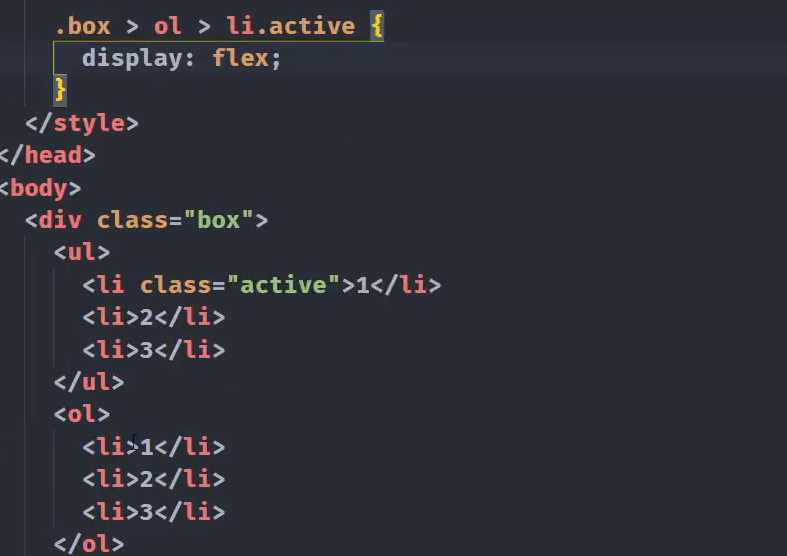 .box > ol > li.active {
display: flex;
}
</style>
</head>
<body>
<div class="box">
<ul>
<li class="active">1</li>
<li>2</li>
<li>3</li>
</ul>
<ol>
<li>1</li>
<li>2</li>
<li>3</li>
</ol>